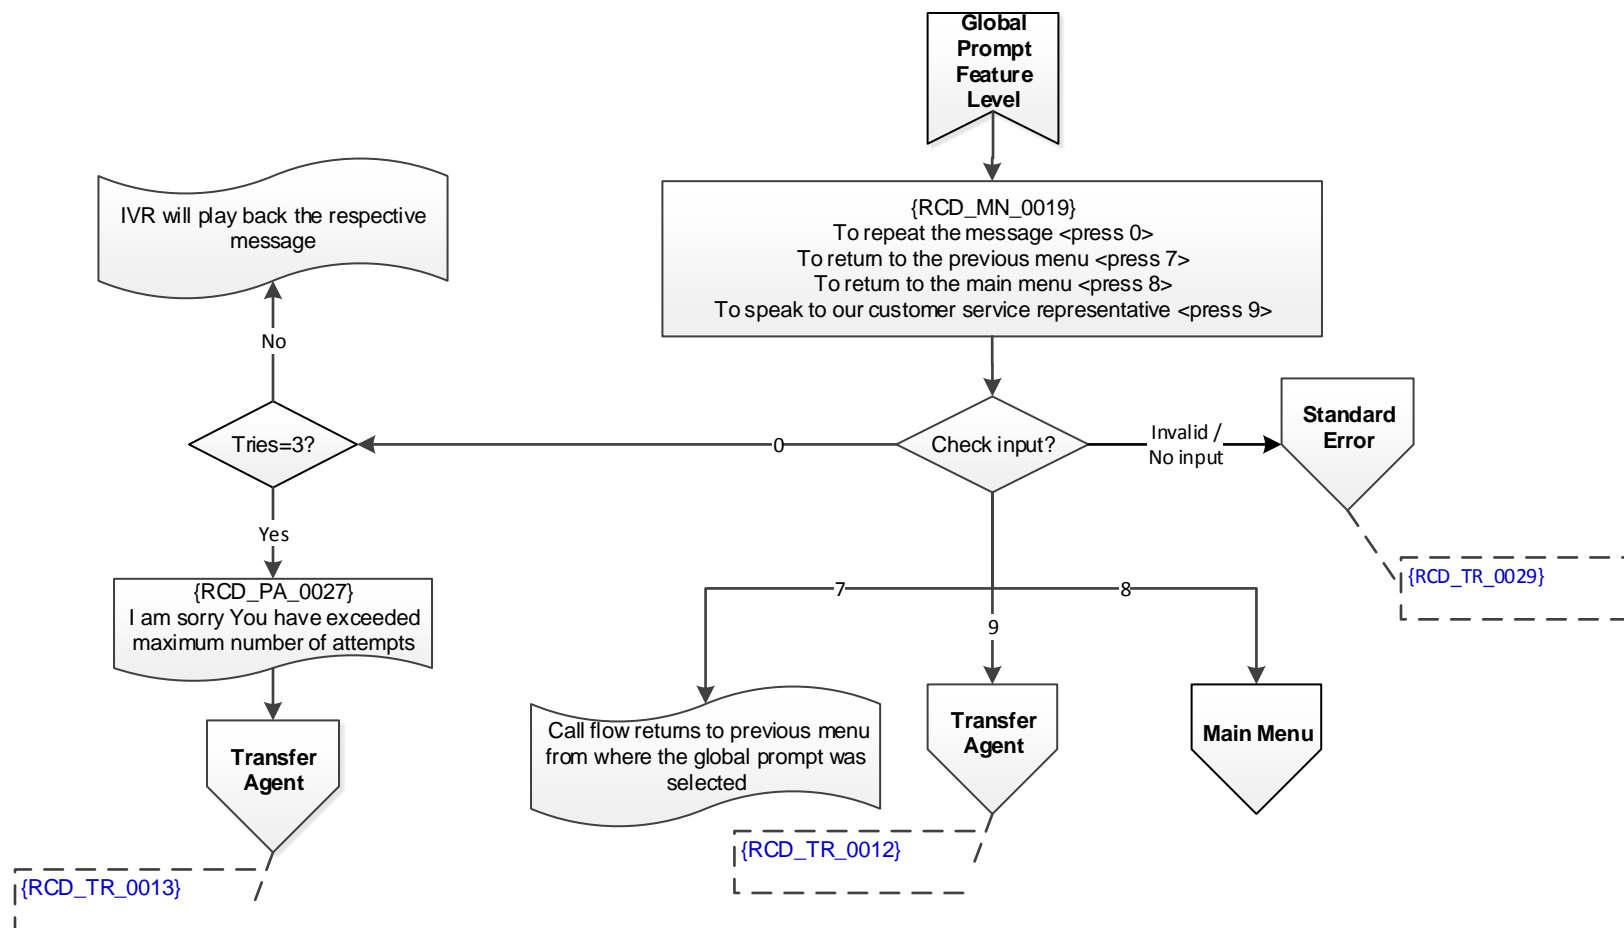 Global
Prompt
Feature
Level
{RCD_MN_0019}
To repeat the message <press 0>
To return to the previous menu <press 7>
To return to the main menu <press 8>
To speak to our customer service representative <press 9>
IVR will play back the respective
message
No
Tries=3?
0
Check input?
Invalid /
No input
Standard
Error
{RCD_TR_0029}
Yes
{RCD_PA_0027}
I am sorry You have exceeded
maximum number of attempts
Transfer
Agent
{RCD_TR_0013}
7
9
8
Call flow returns to previous menu
from where the global prompt was
selected
Transfer
Agent
{RCD_TR_0012}
Main Menu